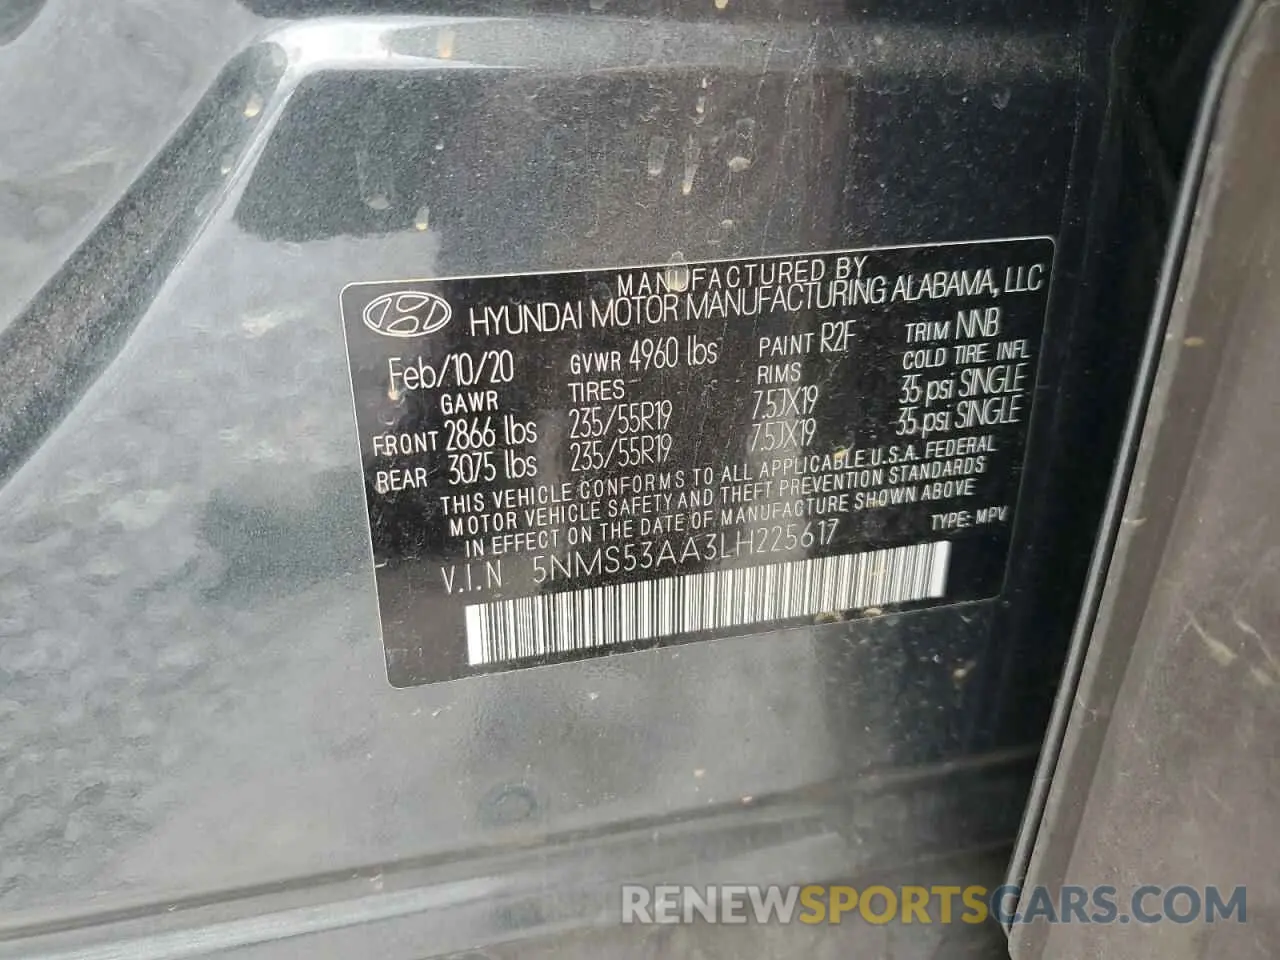 MANUFACTURED BY
HYUNDAI MOTOR MANUFACTURING ALABAMA, LLC
Feb/10/20 GVWR 4960 lbs PAINT R2F TRIM NNB
GAWR TIRES RIMS COLD TIRE INFL
FRONT 2866 lbs 235/55R19 7.5JX19 35 psi SINGLE
REAR 3075 lbs 235/55R19 7.5JX19 35 psi SINGLE
THIS VEHICLE CONFORMS TO ALL APPLICABLE U.S.A. FEDERAL
MOTOR VEHICLE SAFETY AND THEFT PREVENTION STANDARDS
IN EFFECT ON THE DATE OF MANUFACTURE SHOWN ABOVE
V.I.N 5NMS53AA3LH225617 TYPE: MPV
RENEWSPORTSCARS.COM